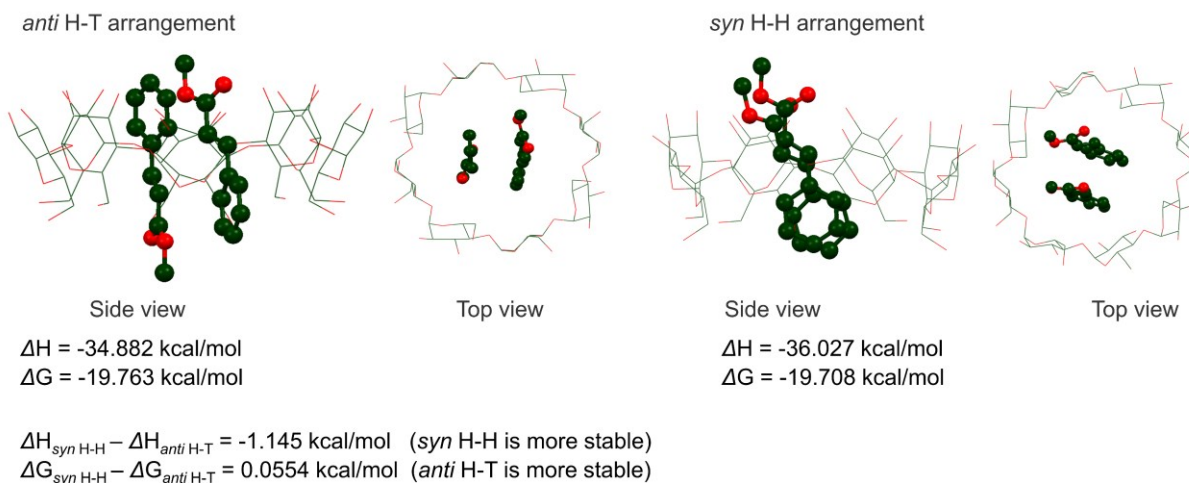 anti H-T arrangement
syn H-H arrangement
Side view
Top view
Side view
Top view
ΔH = -34.882 kcal/mol
ΔG = -19.763 kcal/mol
ΔH = -36.027 kcal/mol
ΔG = -19.708 kcal/mol
ΔHsyn H-H – ΔHanti H-T = -1.145 kcal/mol (syn H-H is more stable)
ΔGsyn H-H – ΔGanti H-T = 0.0554 kcal/mol (anti H-T is more stable)